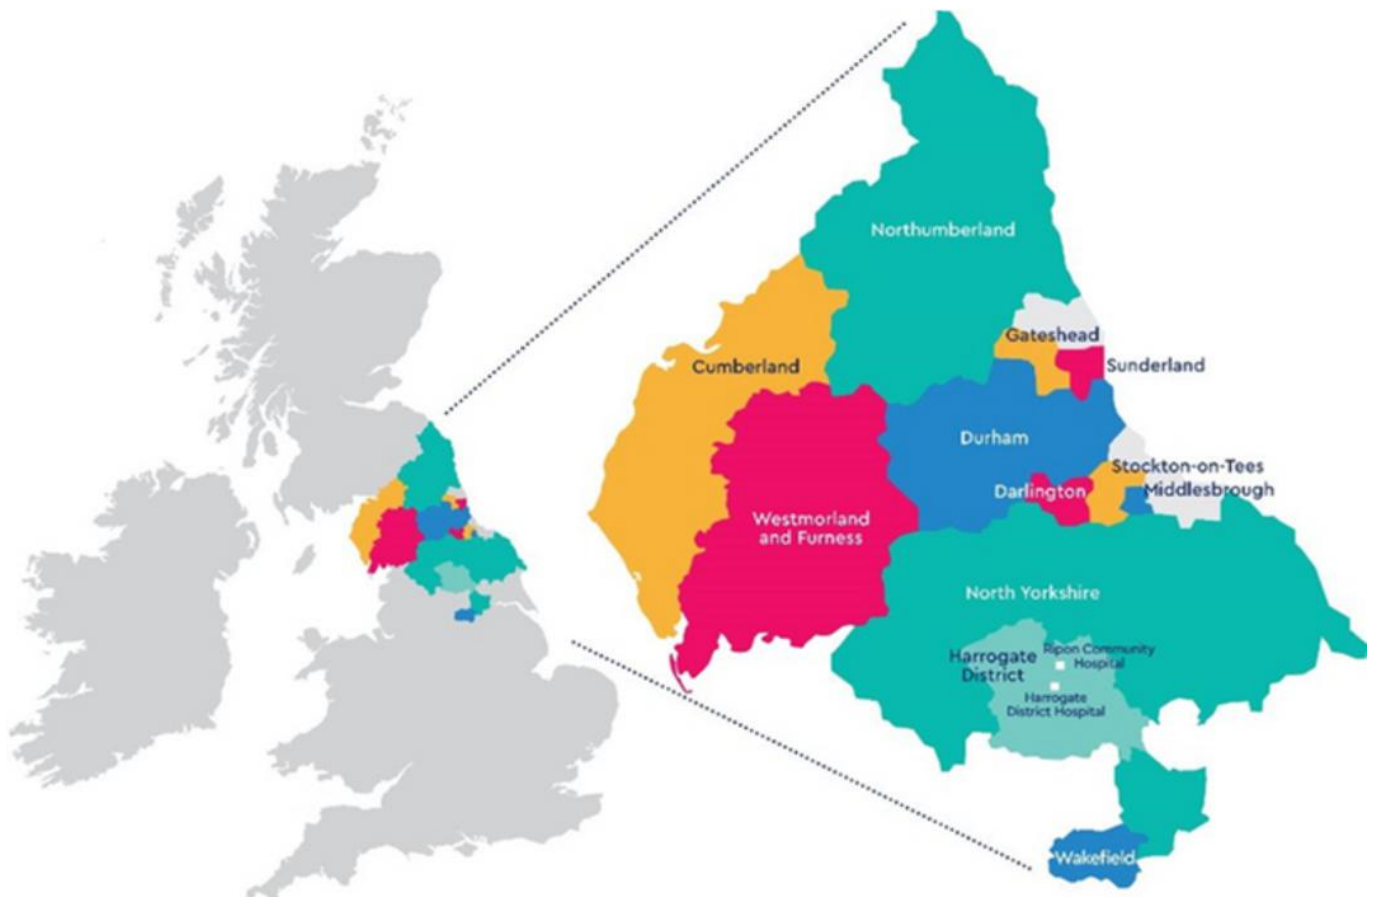 Northumberland
Gateshead
Sunderland
Cumberland
Durham
Stockton-on-Tees
Darlington
Middlesbrough
Westmorland
and Furness
North Yorkshire
Harrogate
District
Ripon Community
Hospital
Harrogate
District Hospital
Wakefield